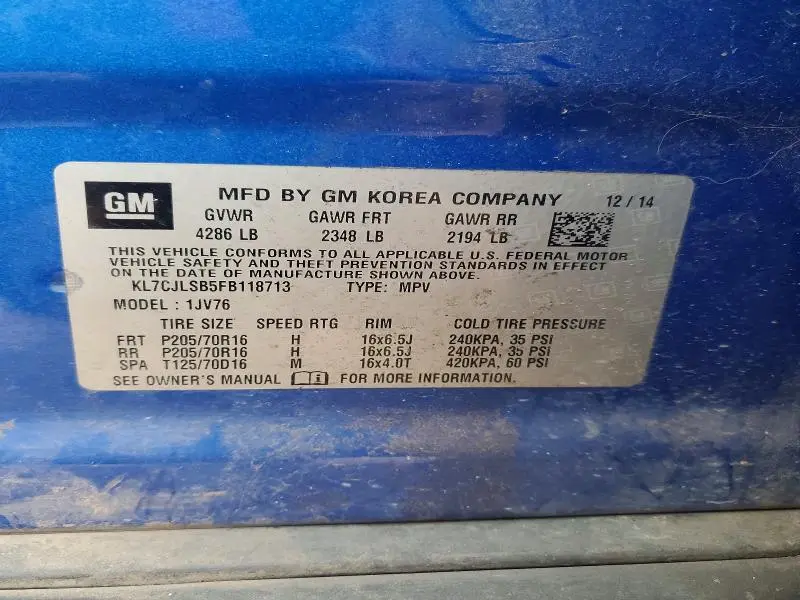 GM MFD BY GM KOREA COMPANY 12 / 14
GVWR GAWR FRT GAWR RR
4286 LB 2348 LB 2194 LB
THIS VEHICLE CONFORMS TO ALL APPLICABLE U.S. FEDERAL MOTOR
VEHICLE SAFETY AND THEFT PREVENTION STANDARDS IN EFFECT
ON THE DATE OF MANUFACTURE SHOWN ABOVE.
KL7CJLSB5FB118713 TYPE: MPV
MODEL : 1JV76
TIRE SIZE SPEED RTG RIM COLD TIRE PRESSURE
FRT P205/70R16 H 16x6.5J 240KPA, 35 PSI
RR P205/70R16 H 16x6.5J 240KPA, 35 PSI
SPA T125/70D16 M 16x4.0T 420KPA, 60 PSI
SEE OWNER'S MANUAL FOR MORE INFORMATION.